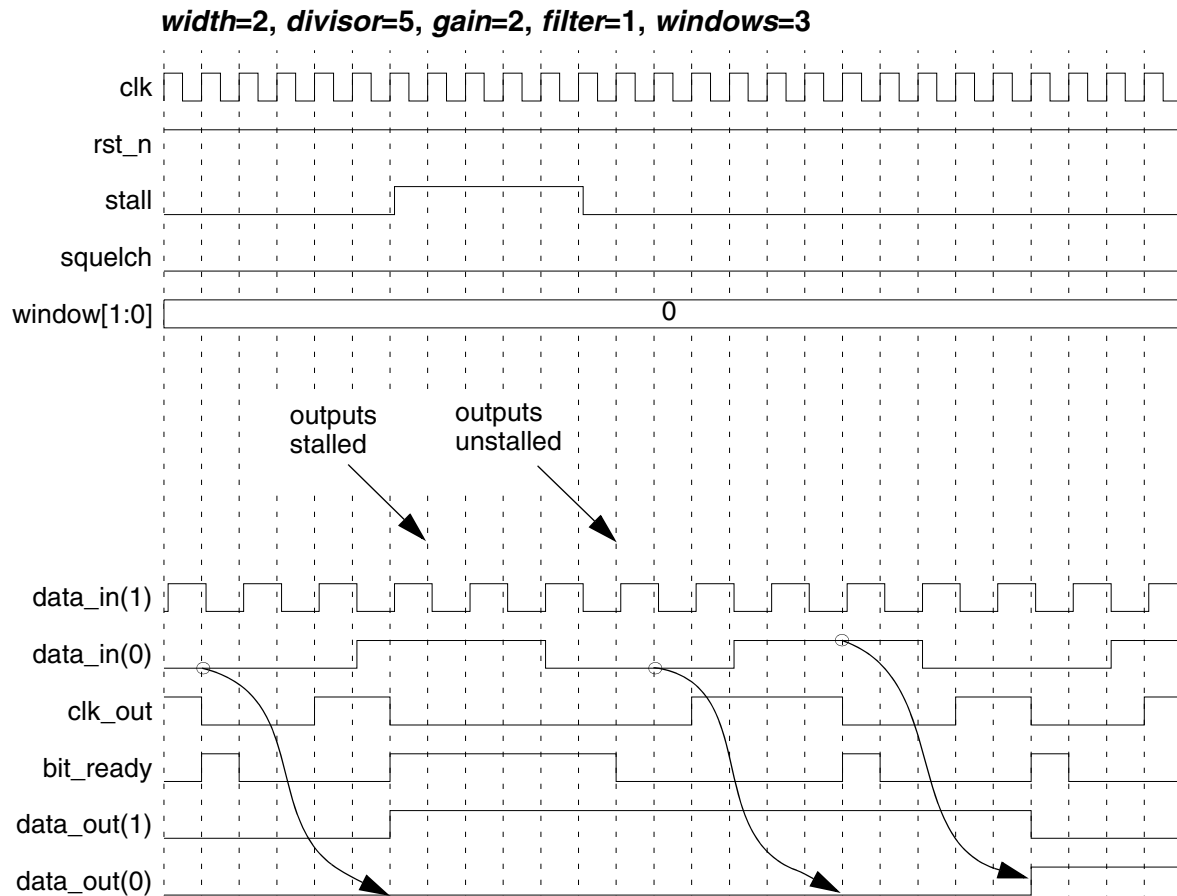 width=2, divisor=5, gain=2, filter=1, windows=3
clk
rst_n
stall
squelch
window[1:0]
0
outputs
stalled
outputs
unstalled
data_in(1)
data_in(0)
clk_out
bit_ready
data_out(1)
data_out(0)